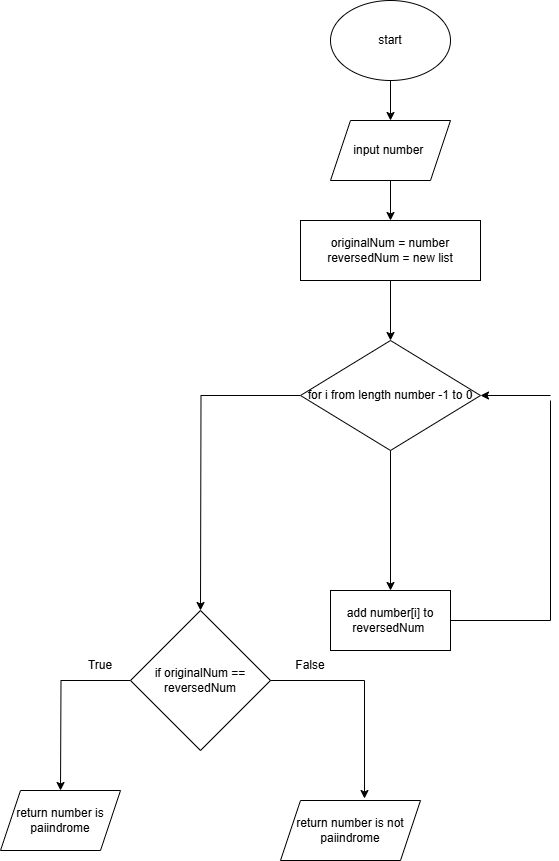 start
input number
originalNum = number
reversedNum = new list
for i from length number -1 to 0
add number[i] to
reversedNum
True
False
if originalNum ==
reversedNum
return number is
paiindrome
return number is not
paiindrome